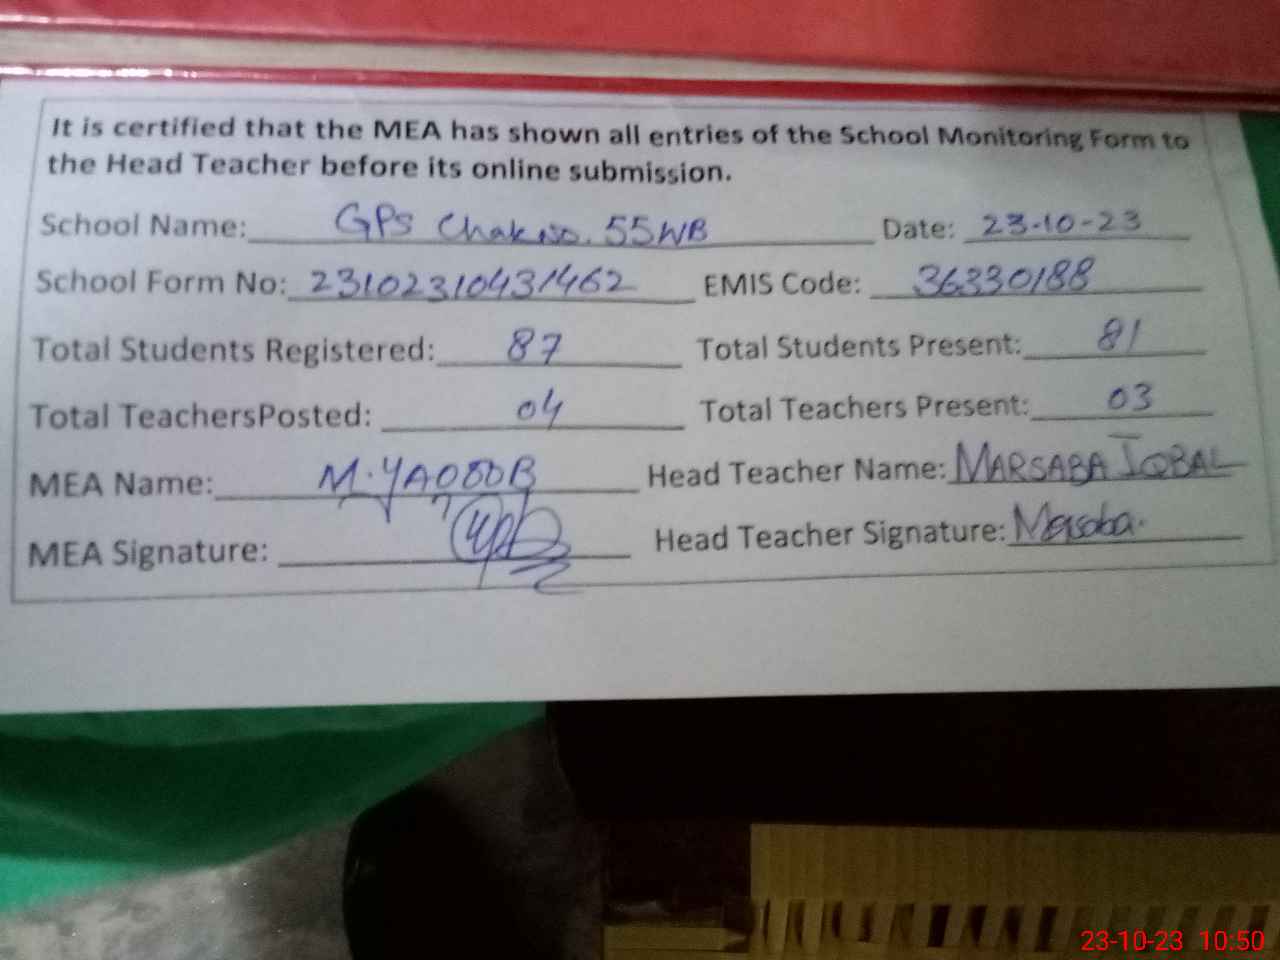 It is certified that the MEA has shown all entries of the School Monitoring Form to
the Head Teacher before its online submission.
School Name: GPS Chak no. 55WB Date: 23-10-23
School Form No: 23102310431462 EMIS Code: 36330188
Total Students Registered: 87 Total Students Present: 81
Total TeachersPosted: 04 Total Teachers Present: 03
MEA Name: M. YAQOOB Head Teacher Name: MARSABA IQBAL
MEA Signature: Head Teacher Signature: Marsaba.
23-10-23 10:50